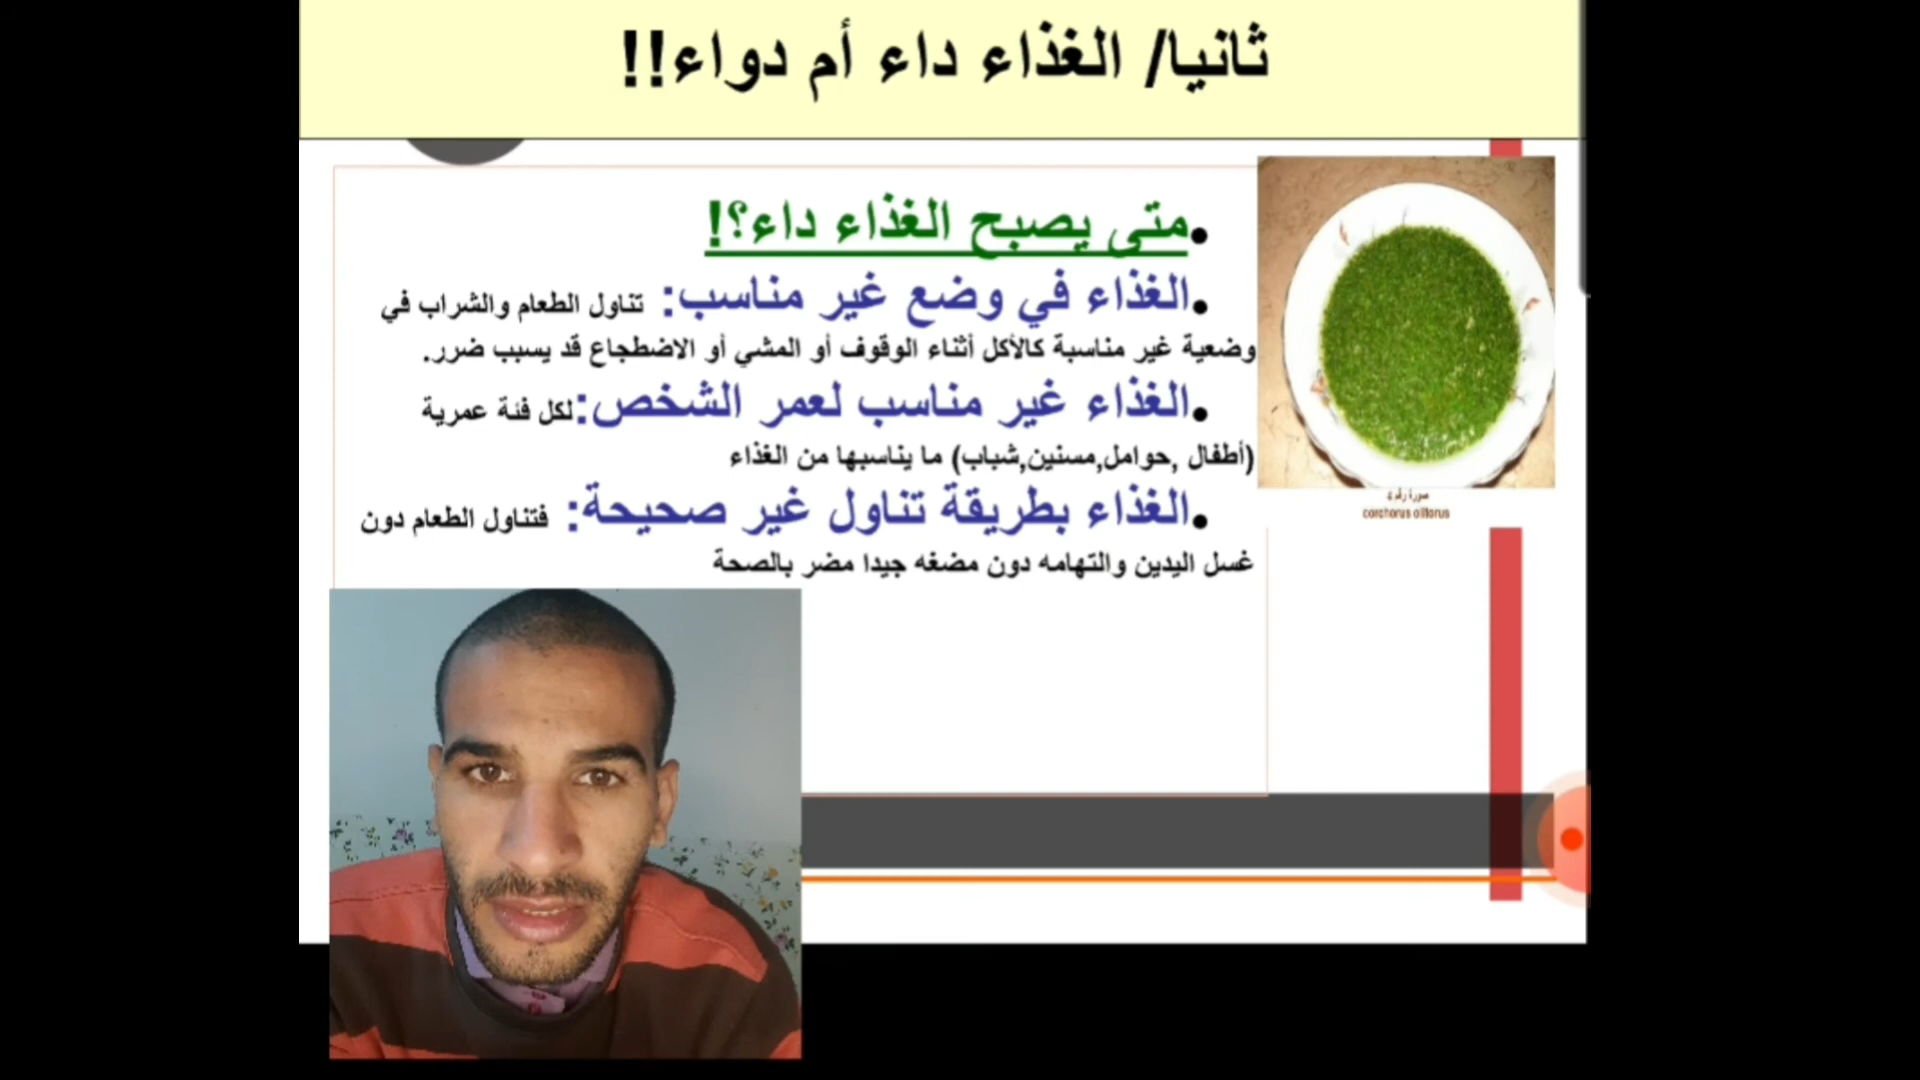 ثانيا/ الغذاء داء أم دواء!!
•متى يصبح الغذاء داء؟!
•الغذاء في وضع غير مناسب: تناول الطعام والشراب في
وضعية غير مناسبة كالأكل أثناء الوقوف أو المشي أو الاضطجاع قد يسبب ضرر.
•الغذاء غير مناسب لعمر الشخص:لكل فئة عمرية
(أطفال ,حوامل,مسنين,شباب) ما يناسبها من الغذاء
•الغذاء بطريقة تناول غير صحيحة: فتناول الطعام دون
غسل اليدين والتهامه دون مضغه جيدا مضر بالصحة
صورة رقم ٤
corchorus olitorus